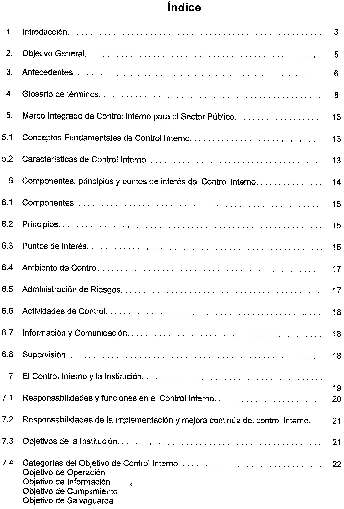 Índice
1 Introducción. 3
2. Objetivo General. 5
3. Antecedentes 6
4 Glosario de términos. 8
5. Marco Integrado de Control Interno para el Sector Público. 13
5.1 Conceptos Fundamentales de Control Interno. 13
5.2 Características de Control Interno 13
6 Componentes, principios y puntos de interés del Control Interno. 14
6.1 Componentes 15
6.2 Principios. 15
6.3 Puntos de Interés. 16
6.4 Ambiente de Control 17
6.5 Administración de Riesgos. 17
6.6 Actividades de Control. 18
6.7 Información y Comunicación. 18
6.8 Supervisión 18
7 El Control Interno y la Institución. 19
7.1 Responsabilidades y funciones en el Control Interno. 20
7.2 Responsabilidades de la implementación y mejora continúa del control Interno. 21
7.3 Objetivos de la Institución. 21
7.4 Categorías del Objetivo de Control Interno 22
Objetivo de Operación
Objetivo de Información
Objetivo de Cumplimiento
Objetivo de Salvaguarda